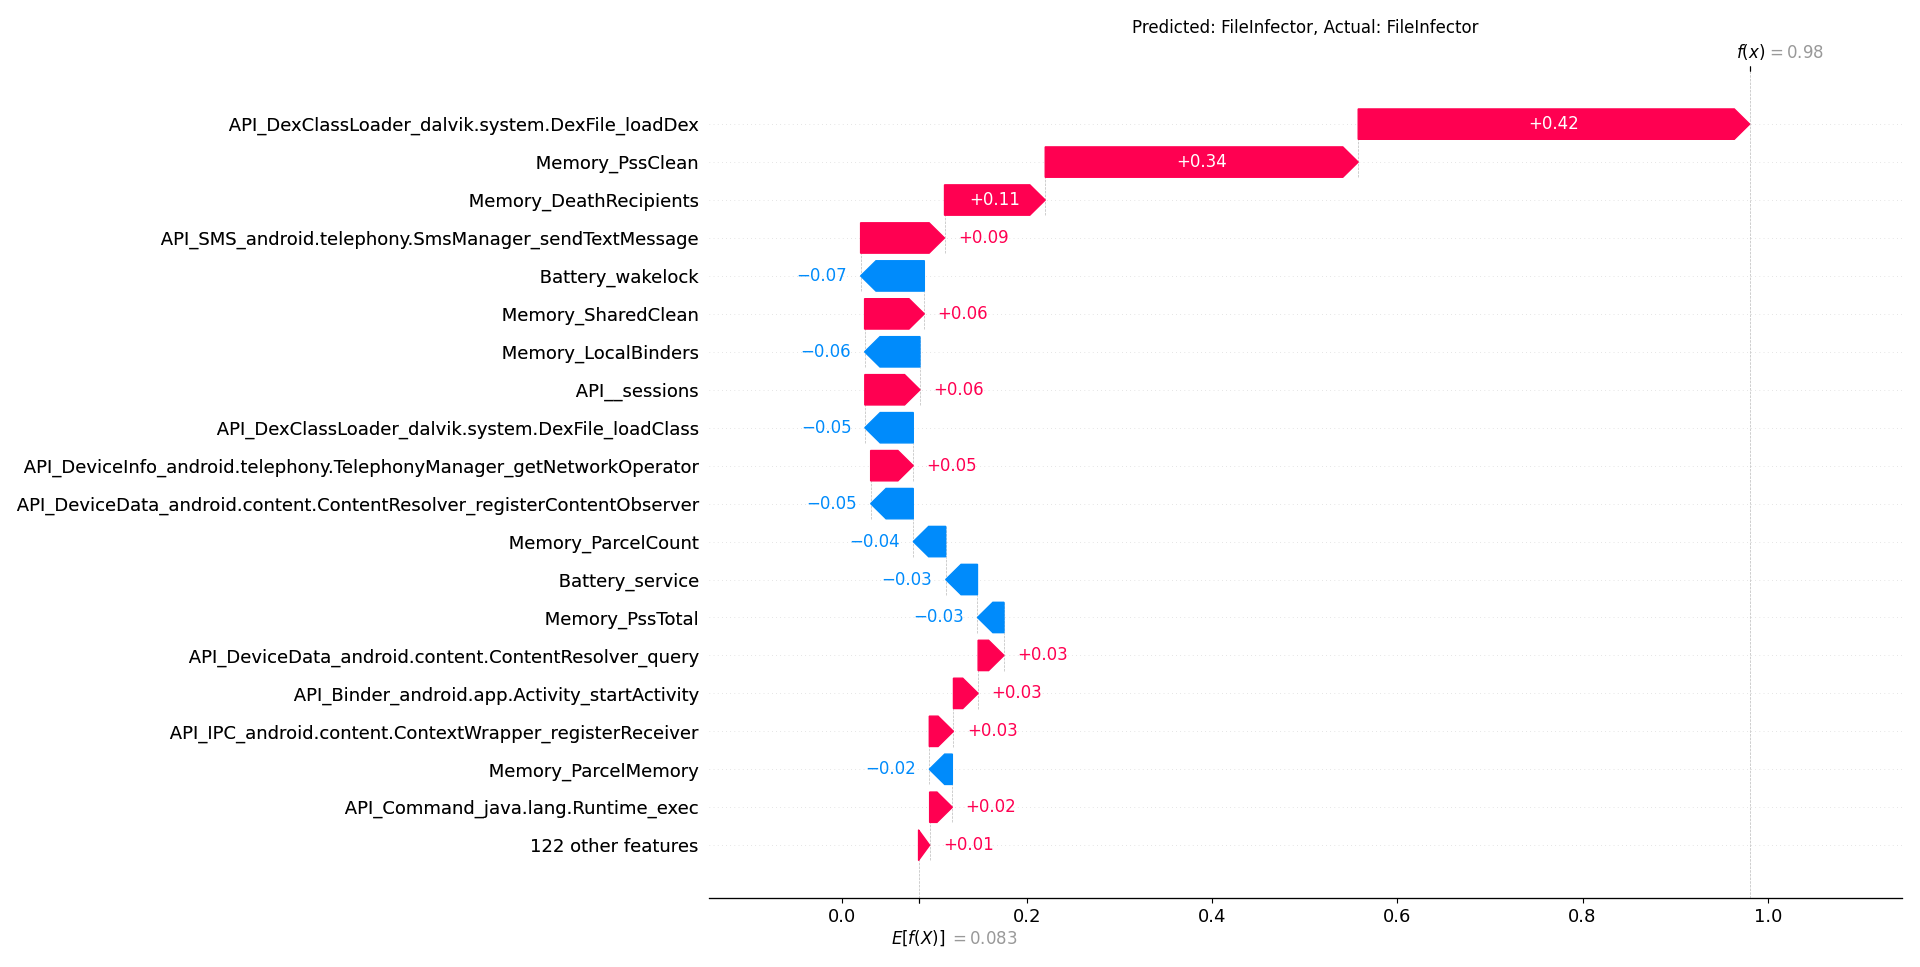 Predicted: FileInfector, Actual: FileInfector
f(x) = 0.98
API_DexClassLoader_dalvik.system.DexFile_loadDex +0.42
Memory_PssClean +0.34
Memory_DeathRecipients +0.11
API_SMS_android.telephony.SmsManager_sendTextMessage +0.09
Battery_wakelock −0.07
Memory_SharedClean +0.06
Memory_LocalBinders −0.06
API__sessions +0.06
API_DexClassLoader_dalvik.system.DexFile_loadClass −0.05
API_DeviceInfo_android.telephony.TelephonyManager_getNetworkOperator +0.05
API_DeviceData_android.content.ContentResolver_registerContentObserver −0.05
Memory_ParcelCount −0.04
Battery_service −0.03
Memory_PssTotal −0.03
API_DeviceData_android.content.ContentResolver_query +0.03
API_Binder_android.app.Activity_startActivity +0.03
API_IPC_android.content.ContextWrapper_registerReceiver +0.03
Memory_ParcelMemory −0.02
API_Command_java.lang.Runtime_exec +0.02
122 other features +0.01
0.0 0.2 0.4 0.6 0.8 1.0
E[f(X)] = 0.083